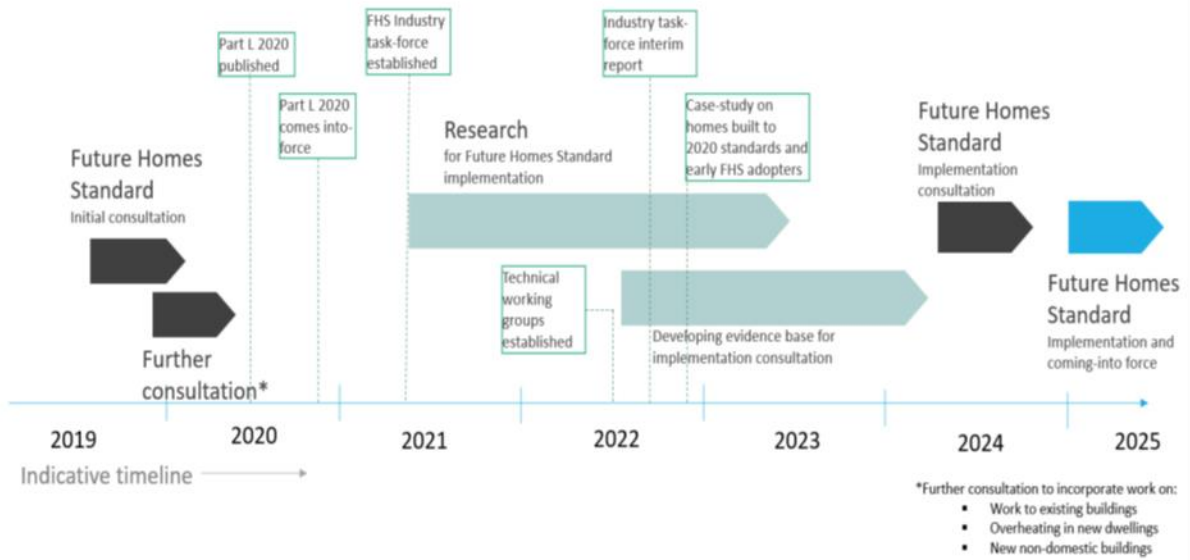 Part L 2020
published
FHS Industry
task-force
established
Industry task-
force interim
report
Part L 2020
comes into-
force
Case-study on
homes built to
2020 standards and
early FHS adopters
Future Homes
Standard
Initial consultation
Research
for Future Homes Standard
implementation
Future Homes
Standard
Implementation
consultation
Further
consultation*
Technical
working
groups
established
Developing evidence base for
implementation consultation
Future Homes
Standard
Implementation and
coming-into force
2019
2020
2021
2022
2023
2024
2025
Indicative timeline
*Further consultation to incorporate work on:
▪ Work to existing buildings
▪ Overheating in new dwellings
▪ New non-domestic buildings